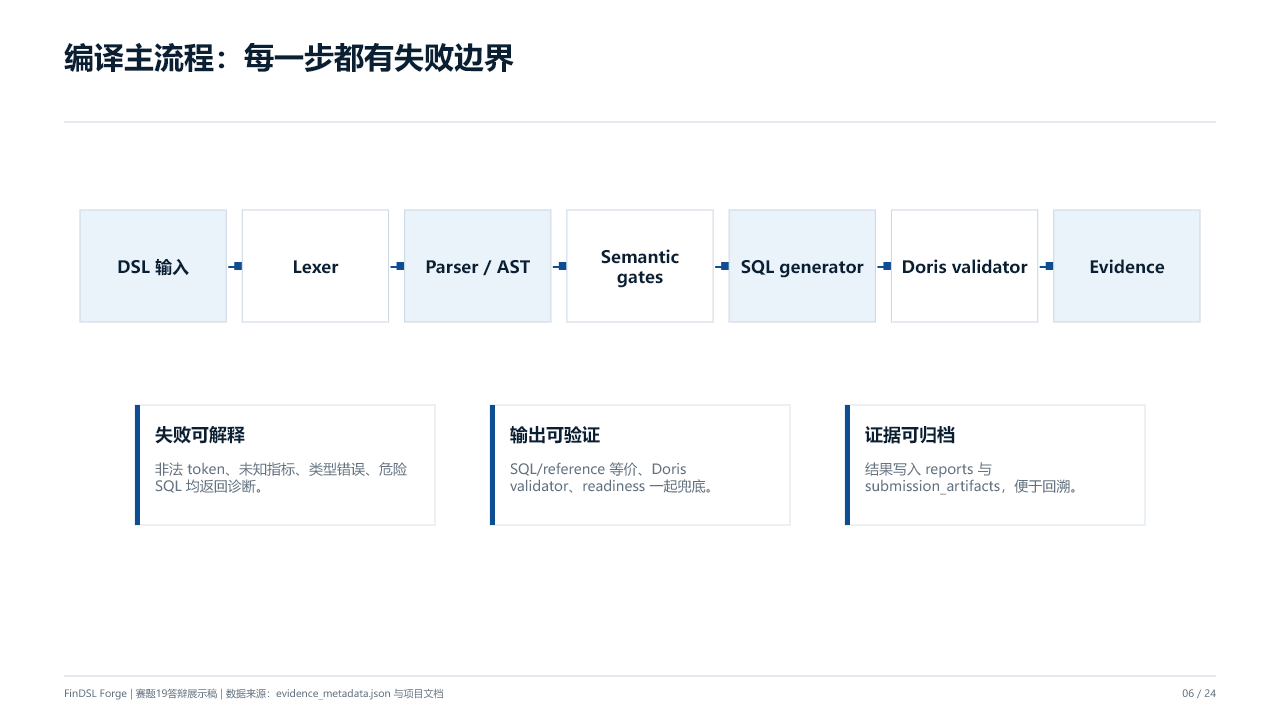 编译主流程：每一步都有失败边界
DSL 输入
Lexer
Parser / AST
Semantic
gates
SQL generator
Doris validator
Evidence
失败可解释
非法 token、未知指标、类型错误、危险
SQL 均返回诊断。
输出可验证
SQL/reference 等价、Doris
validator、readiness 一起兜底。
证据可归档
结果写入 reports 与
submission_artifacts，便于回溯。
FinDSL Forge | 赛题19答辩展示稿 | 数据来源：evidence_metadata.json 与项目文档
06 / 24